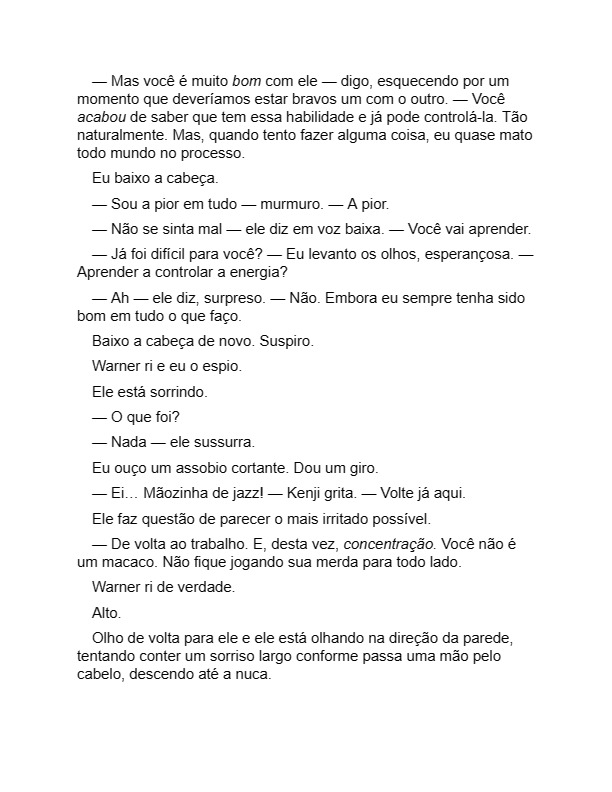 — Mas você é muito bom com ele — digo, esquecendo por um
momento que deveríamos estar bravos um com o outro. — Você
acabou de saber que tem essa habilidade e já pode controlá-la. Tão
naturalmente. Mas, quando tento fazer alguma coisa, eu quase mato
todo mundo no processo.
Eu baixo a cabeça.
— Sou a pior em tudo — murmuro. — A pior.
— Não se sinta mal — ele diz em voz baixa. — Você vai aprender.
— Já foi difícil para você? — Eu levanto os olhos, esperançosa. —
Aprender a controlar a energia?
— Ah — ele diz, surpreso. — Não. Embora eu sempre tenha sido
bom em tudo o que faço.
Baixo a cabeça de novo. Suspiro.
Warner ri e eu o espio.
Ele está sorrindo.
— O que foi?
— Nada — ele sussurra.
Eu ouço um assobio cortante. Dou um giro.
— Ei… Mãozinha de jazz! — Kenji grita. — Volte já aqui.
Ele faz questão de parecer o mais irritado possível.
— De volta ao trabalho. E, desta vez, concentração. Você não é
um macaco. Não fique jogando sua merda para todo lado.
Warner ri de verdade.
Alto.
Olho de volta para ele e ele está olhando na direção da parede,
tentando conter um sorriso largo conforme passa uma mão pelo
cabelo, descendo até a nuca.